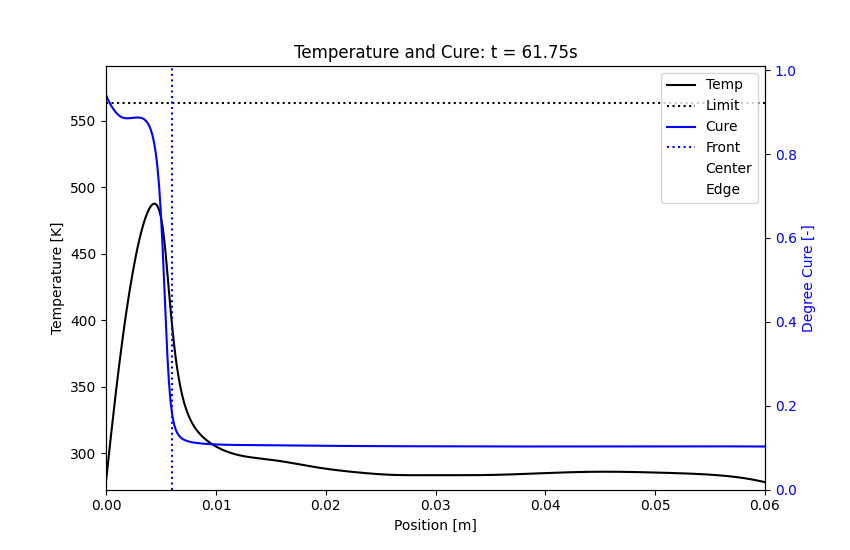 Temperature and Cure: t = 61.75s
Temp
Limit
Cure
Front
Center
Edge
550
500
450
400
350
300
Temperature [K]
1.0
0.8
0.6
0.4
0.2
0.0
Degree Cure [-]
0.00
0.01
0.02
0.03
0.04
0.05
0.06
Position [m]